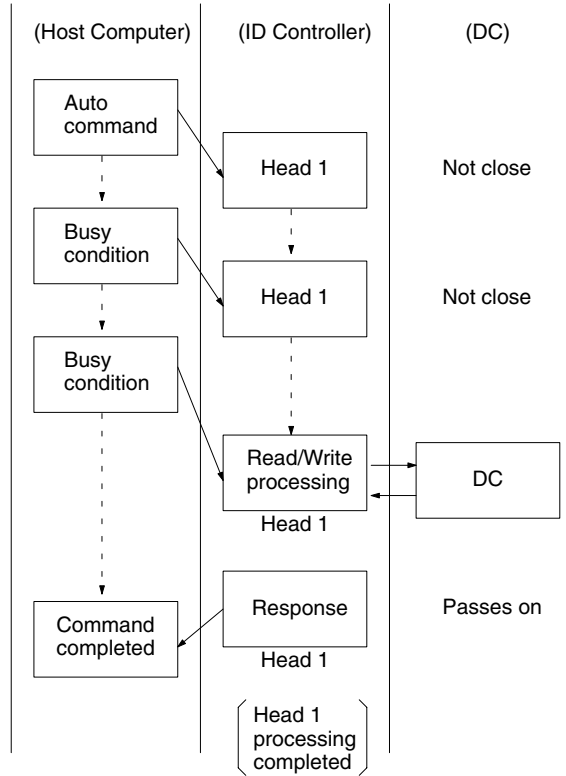 (Host Computer) (ID Controller) (DC)
Auto
command
Head 1 Not close
Busy
condition
Head 1 Not close
Busy
condition
Read/Write
processing
DC
Head 1
Response Passes on
Command
completed
Head 1
Head 1
processing
completed